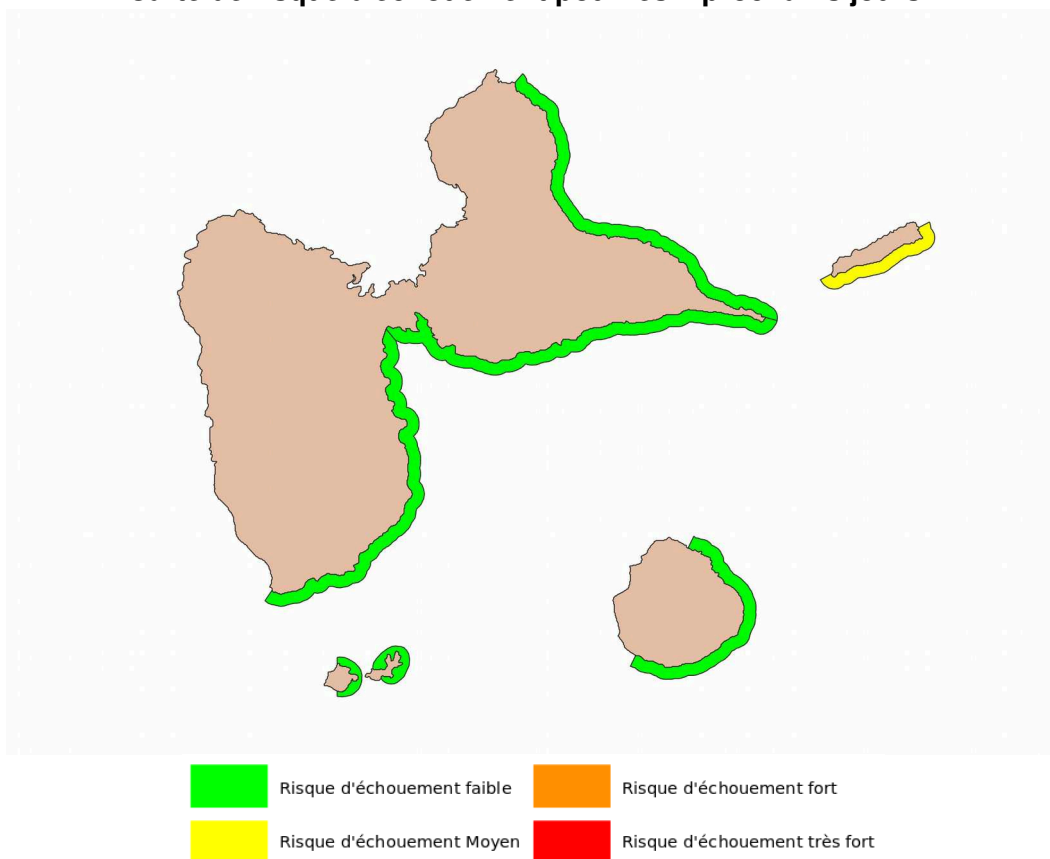 Risque d'échouement faible
Risque d'échouement fort
Risque d'échouement Moyen
Risque d'échouement très fort